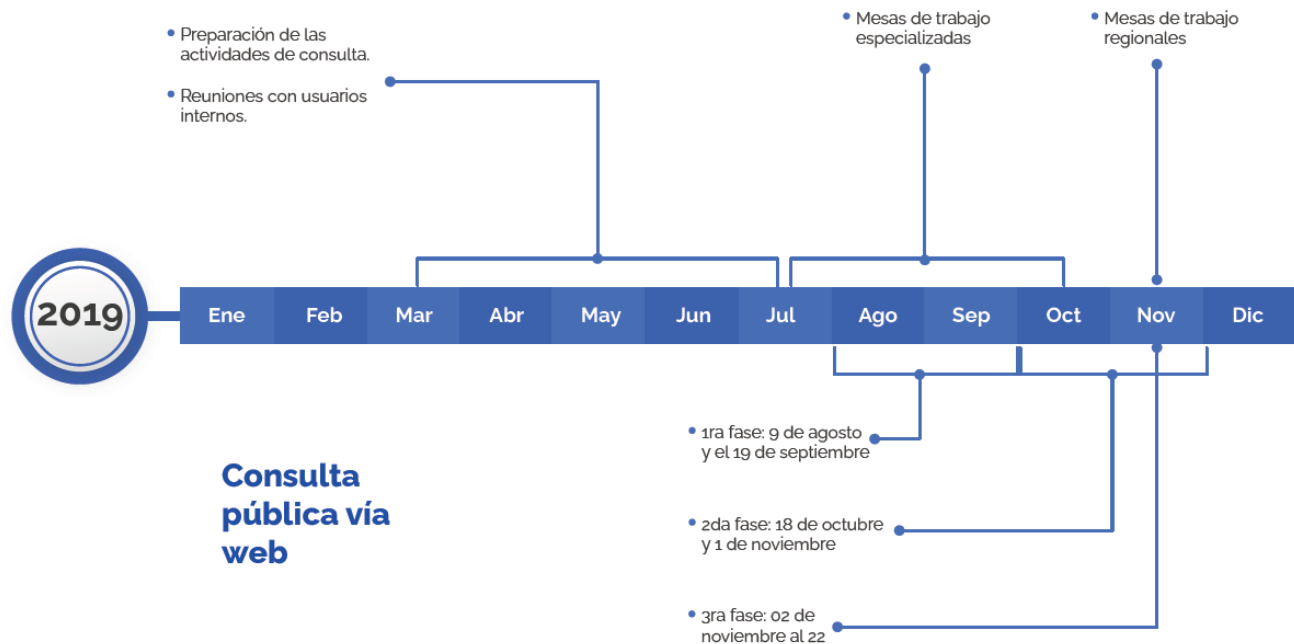 • Preparación de las
actividades de consulta.
• Reuniones con usuarios
internos.
• Mesas de trabajo
especializadas
• Mesas de trabajo
regionales
2019
Ene Feb Mar Abr May Jun Jul Ago Sep Oct Nov Dic
Consulta
pública vía
web
• 1ra fase: 9 de agosto
y el 19 de septiembre
• 2da fase: 18 de octubre
y 1 de noviembre
• 3ra fase: 02 de
noviembre al 22